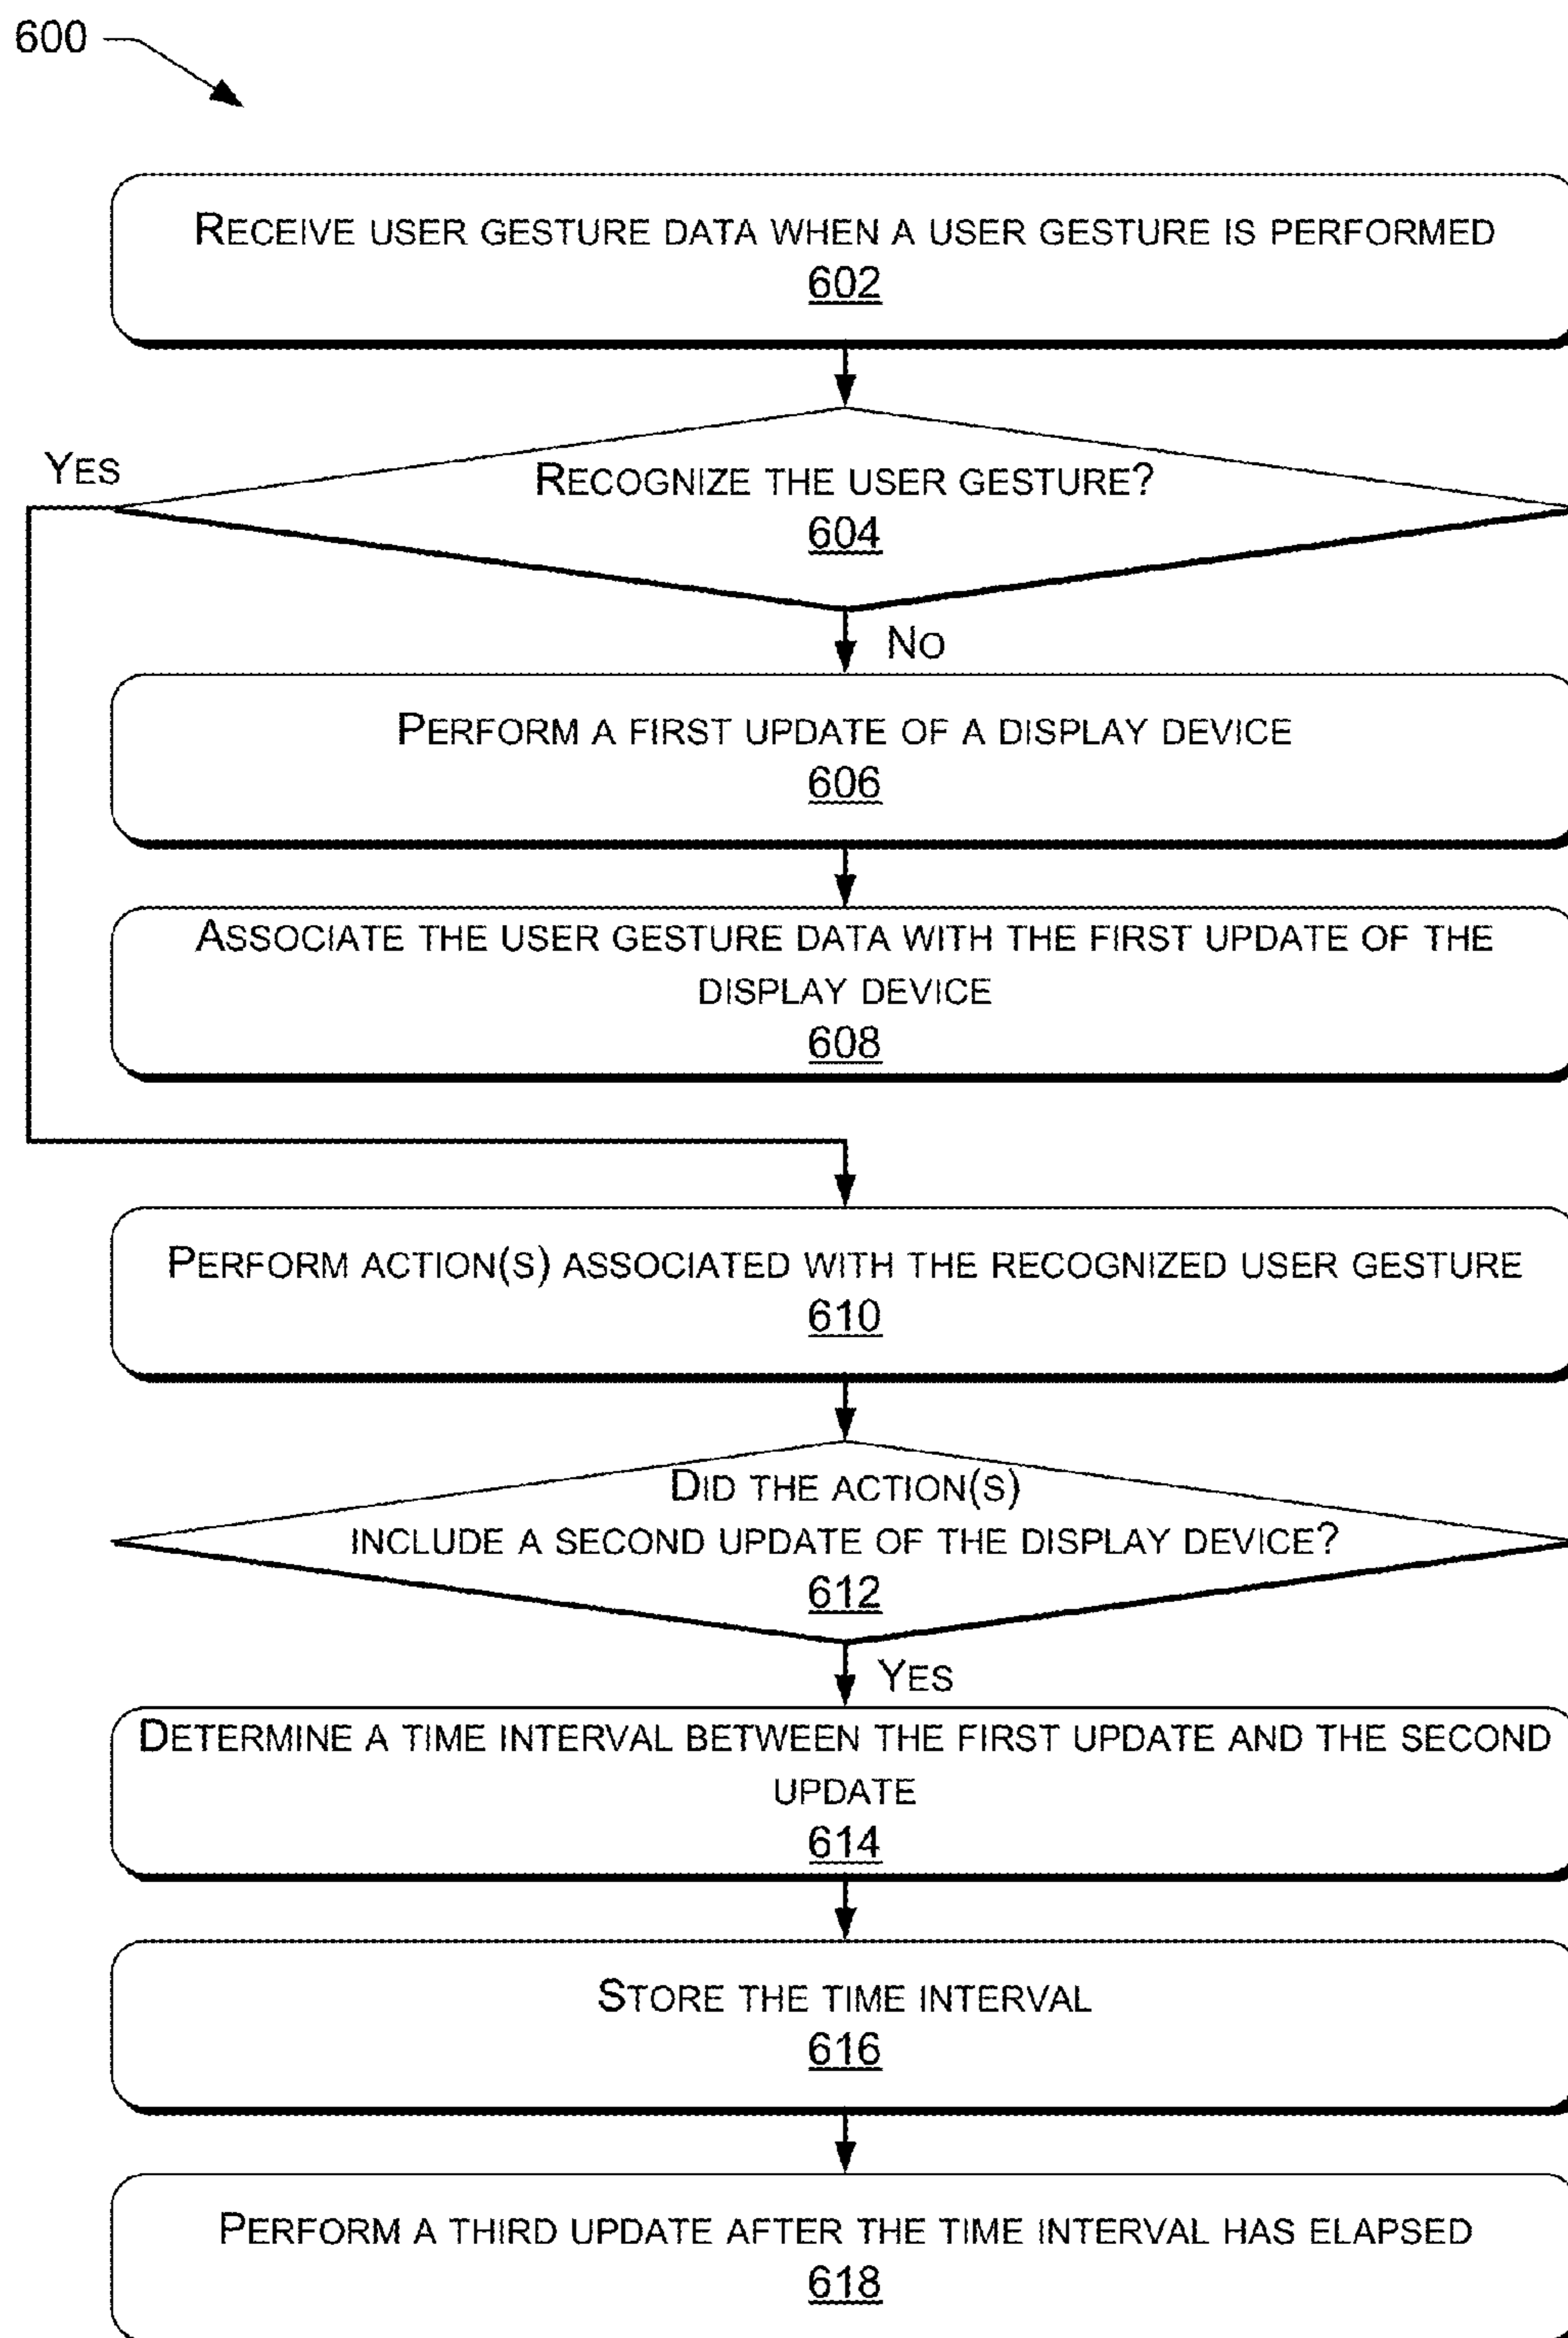 600
RECEIVE USER GESTURE DATA WHEN A USER GESTURE IS PERFORMED
602
YES
RECOGNIZE THE USER GESTURE?
604
NO
PERFORM A FIRST UPDATE OF A DISPLAY DEVICE
606
ASSOCIATE THE USER GESTURE DATA WITH THE FIRST UPDATE OF THE
DISPLAY DEVICE
608
PERFORM ACTION(S) ASSOCIATED WITH THE RECOGNIZED USER GESTURE
610
DID THE ACTION(S)
INCLUDE A SECOND UPDATE OF THE DISPLAY DEVICE?
612
YES
DETERMINE A TIME INTERVAL BETWEEN THE FIRST UPDATE AND THE SECOND
UPDATE
614
STORE THE TIME INTERVAL
616
PERFORM A THIRD UPDATE AFTER THE TIME INTERVAL HAS ELAPSED
618